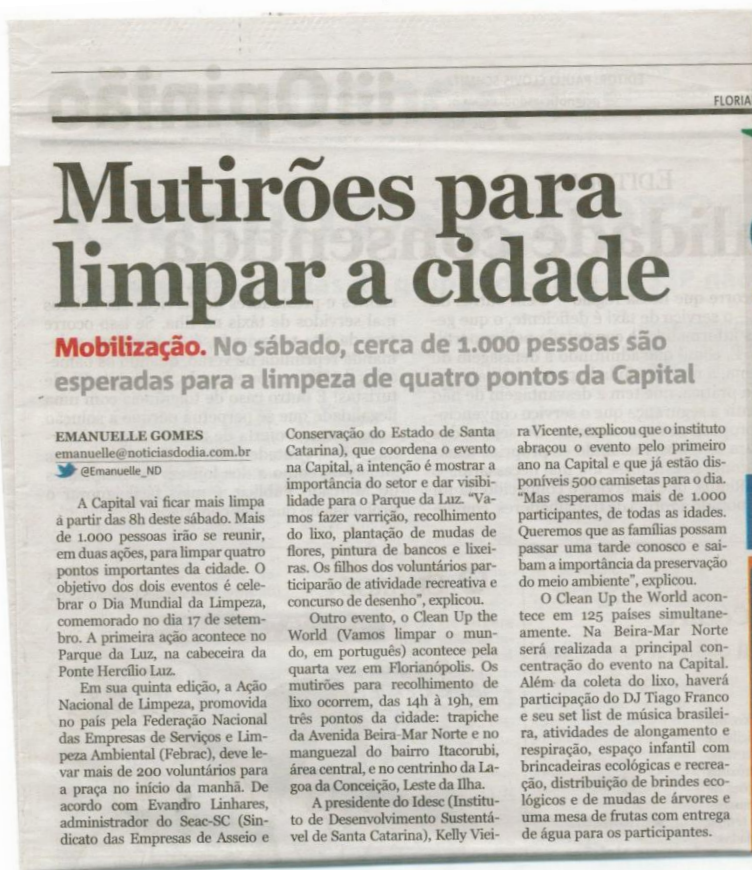 FLORIA
Mutirões para
limpar a cidade
Mobilização. No sábado, cerca de 1.000 pessoas são
esperadas para a limpeza de quatro pontos da Capital
EMANUELLE GOMES
emanuelle@noticiasdodia.com.br
@Emanuelle_ND
A Capital vai ficar mais limpa
à partir das 8h deste sábado. Mais
de 1.000 pessoas irão se reunir,
em duas ações, para limpar quatro
pontos importantes da cidade. O
objetivo dos dois eventos é cele-
brar o Dia Mundial da Limpeza,
comemorado no dia 17 de setem-
bro. A primeira ação acontece no
Parque da Luz, na cabeceira da
Ponte Hercílio Luz.
Em sua quinta edição, a Ação
Nacional de Limpeza, promovida
no país pela Federação Nacional
das Empresas de Serviços e Lim-
peza Ambiental (Febrac), deve le-
var mais de 200 voluntários para
a praça no início da manhã. De
acordo com Evandro Linhares,
administrador do Seac-SC (Sin-
dicato das Empresas de Asseio e
Conservação do Estado de Santa
Catarina), que coordena o evento
na Capital, a intenção é mostrar a
importância do setor e dar visibi-
lidade para o Parque da Luz. “Va-
mos fazer varrição, recolhimento
do lixo, plantação de mudas de
flores, pintura de bancos e lixei-
ras. Os filhos dos voluntários par-
ticiparão de atividade recreativa e
concurso de desenho”, explicou.
Outro evento, o Clean Up the
World (Vamos limpar o mun-
do, em português) acontece pela
quarta vez em Florianópolis. Os
mutirões para recolhimento de
lixo ocorrem, das 14h às 19h, em
três pontos da cidade: trapiche
da Avenida Beira-Mar Norte e no
manguezal do bairro Itacorubi,
área central, e no centrinho da La-
goa da Conceição, Leste da Ilha.
A presidente do Idesc (Institu-
to de Desenvolvimento Sustentá-
vel de Santa Catarina), Kelly Viei-
ra Vicente, explicou que o instituto
abraçou o evento pelo primeiro
ano na Capital e que já estão dis-
poníveis 500 camisetas para o dia.
“Mas esperamos mais de 1.000
participantes, de todas as idades.
Queremos que as famílias possam
passar uma tarde conosco e sai-
bam a importância da preservação
do meio ambiente”, explicou.
O Clean Up the World acon-
tece em 125 países simultane-
amente. Na Beira-Mar Norte
será realizada a principal con-
centração do evento na Capital.
Além da coleta do lixo, haverá
participação do DJ Tiago Franco
e seu set list de música brasilei-
ra, atividades de alongamento e
respiração, espaço infantil com
brincadeiras ecológicas e recrea-
ção, distribuição de brindes eco-
lógicos e de mudas de árvores e
uma mesa de frutas com entrega
de água para os participantes.